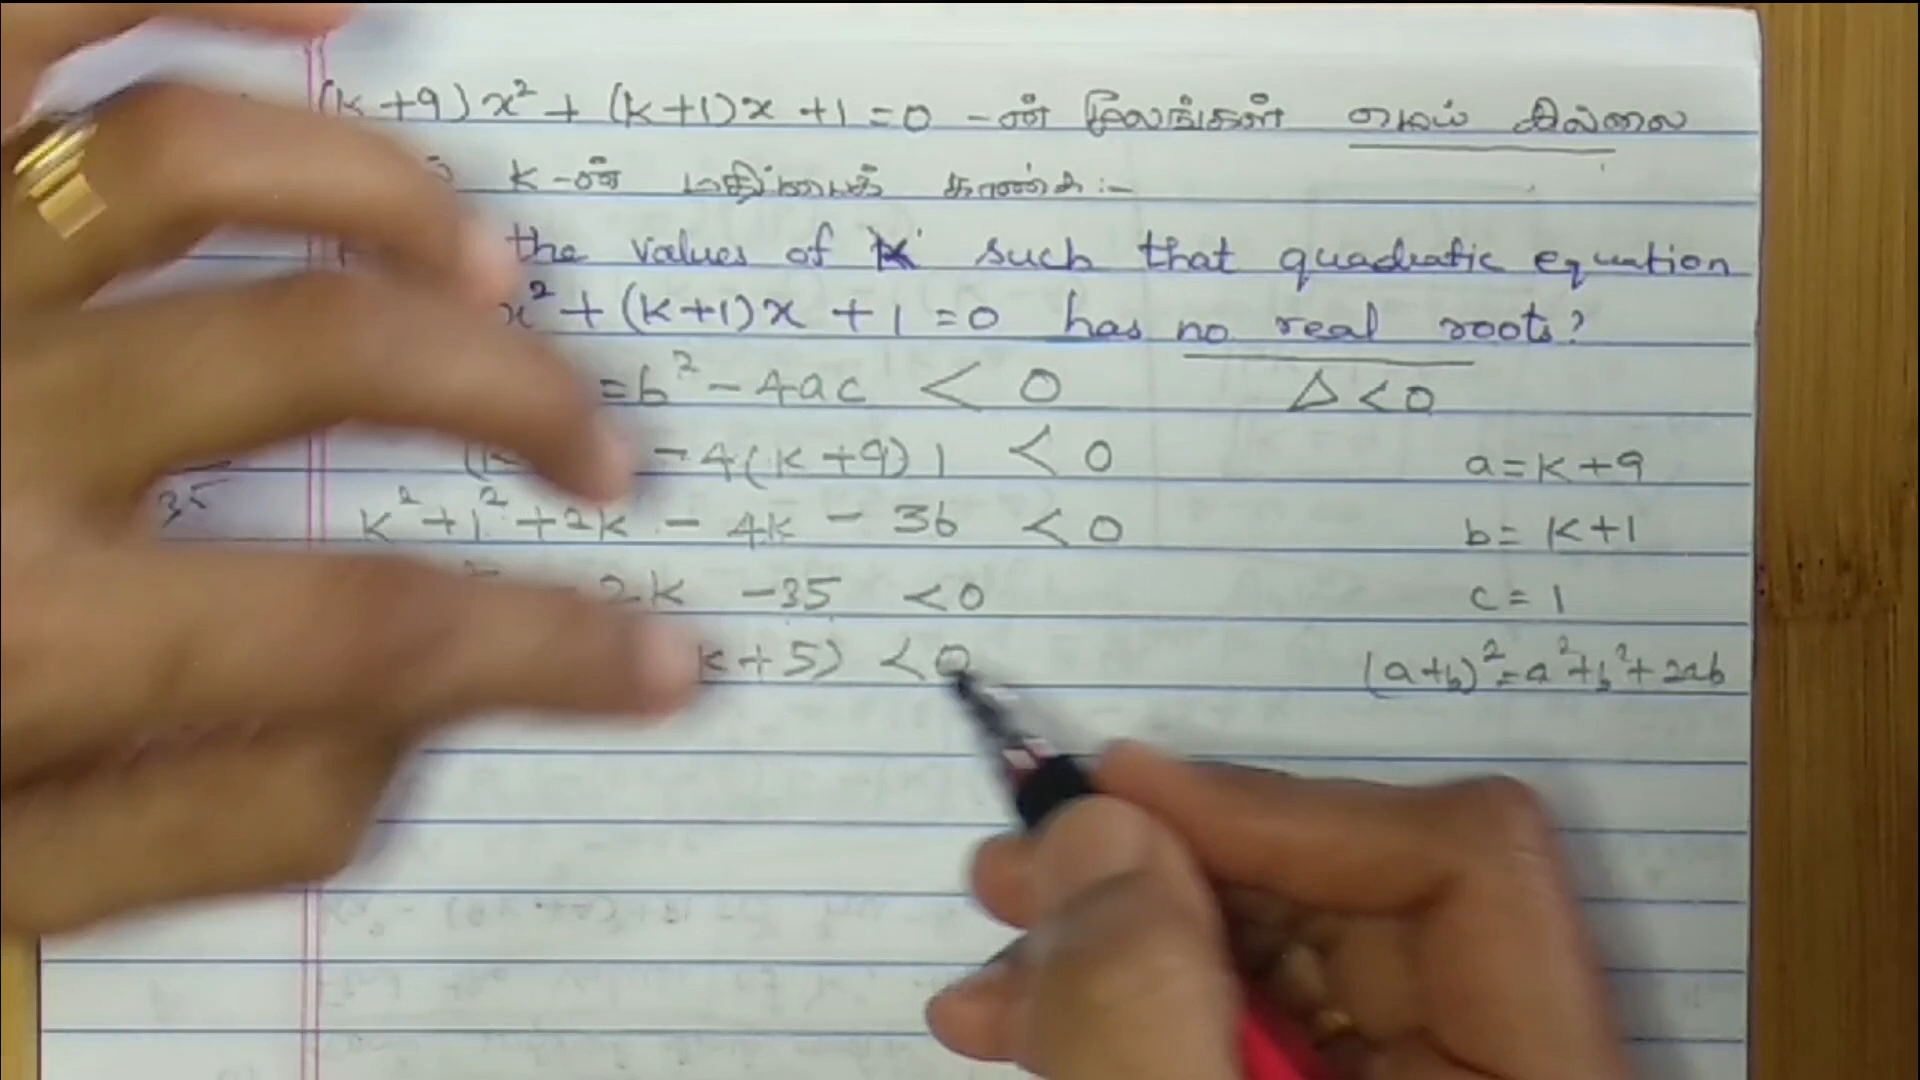 (k+9)x² + (k+1)x +1 = 0 -ன் மூலங்கள் மெய் இல்லை
k-ன் மதிப்பைக் காண்க :-
the values of 'k' such that quadratic equation
x² + (k+1)x + 1 = 0 has no real roots?
= b² - 4ac < 0 Δ < 0
-4(k+9)1 < 0 a = k+9
35 k² + 1² + 2k - 4k - 36 < 0 b = k+1
2k - 35 < 0 c = 1
k+5) < 0 (a+b)² = a² + b² + 2ab